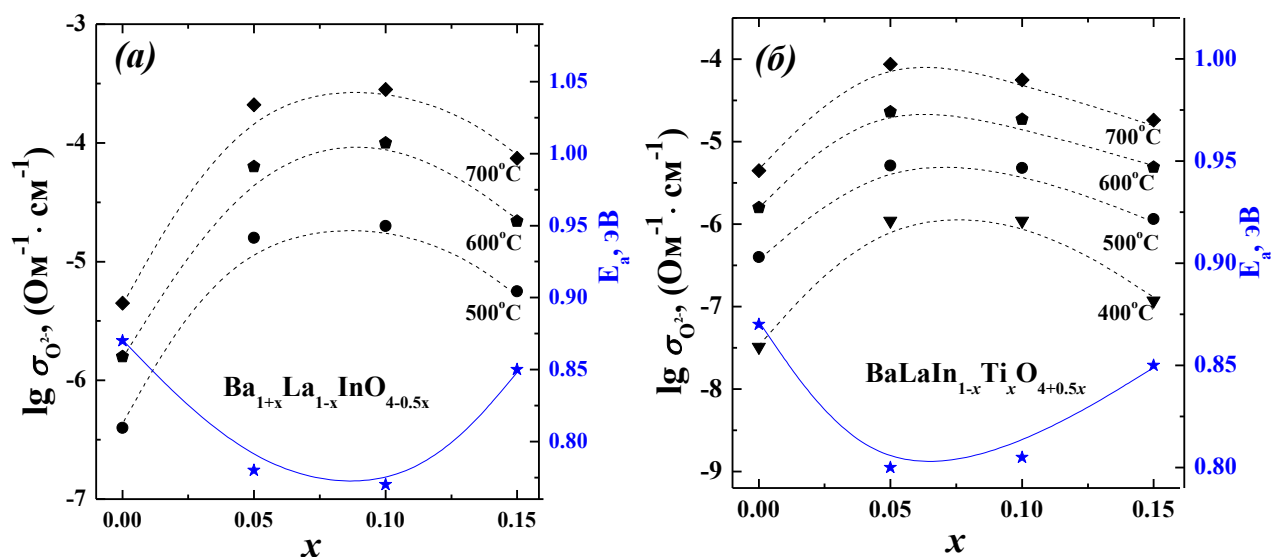 (а)
lg σ_O²⁻, (Ом⁻¹ · см⁻¹)
-3
-4
-5
-6
-7
700°C
600°C
500°C
Ba₁₊ₓLa₁₋ₓInO₄₋₀.₅ₓ
0.00 0.05 0.10 0.15
x
1.05
1.00
0.95
0.90
0.85
0.80
E_a, эВ
(б)
lg σ_O²⁻, (Ом⁻¹ · см⁻¹)
-4
-5
-6
-7
-8
-9
700°C
600°C
500°C
400°C
BaLaIn₁₋ₓTiₓO₄₊₀.₅ₓ
0.00 0.05 0.10 0.15
x
1.00
0.95
0.90
0.85
0.80
E_a, эВ